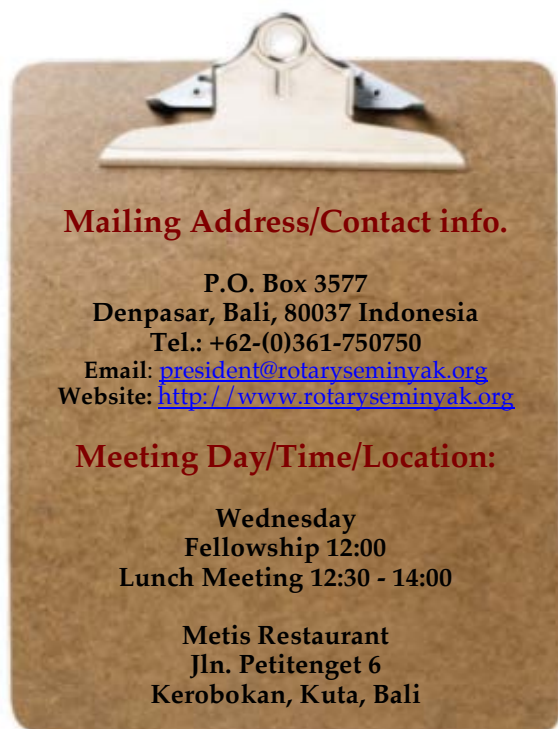 Mailing Address/Contact info.
P.O. Box 3577
Denpasar, Bali, 80037 Indonesia
Tel.: +62-(0)361-750750
Email: president@rotaryseminyak.org
Website: http://www.rotaryseminyak.org
Meeting Day/Time/Location:
Wednesday
Fellowship 12:00
Lunch Meeting 12:30 - 14:00
Metis Restaurant
Jln. Petitenget 6
Kerobokan, Kuta, Bali